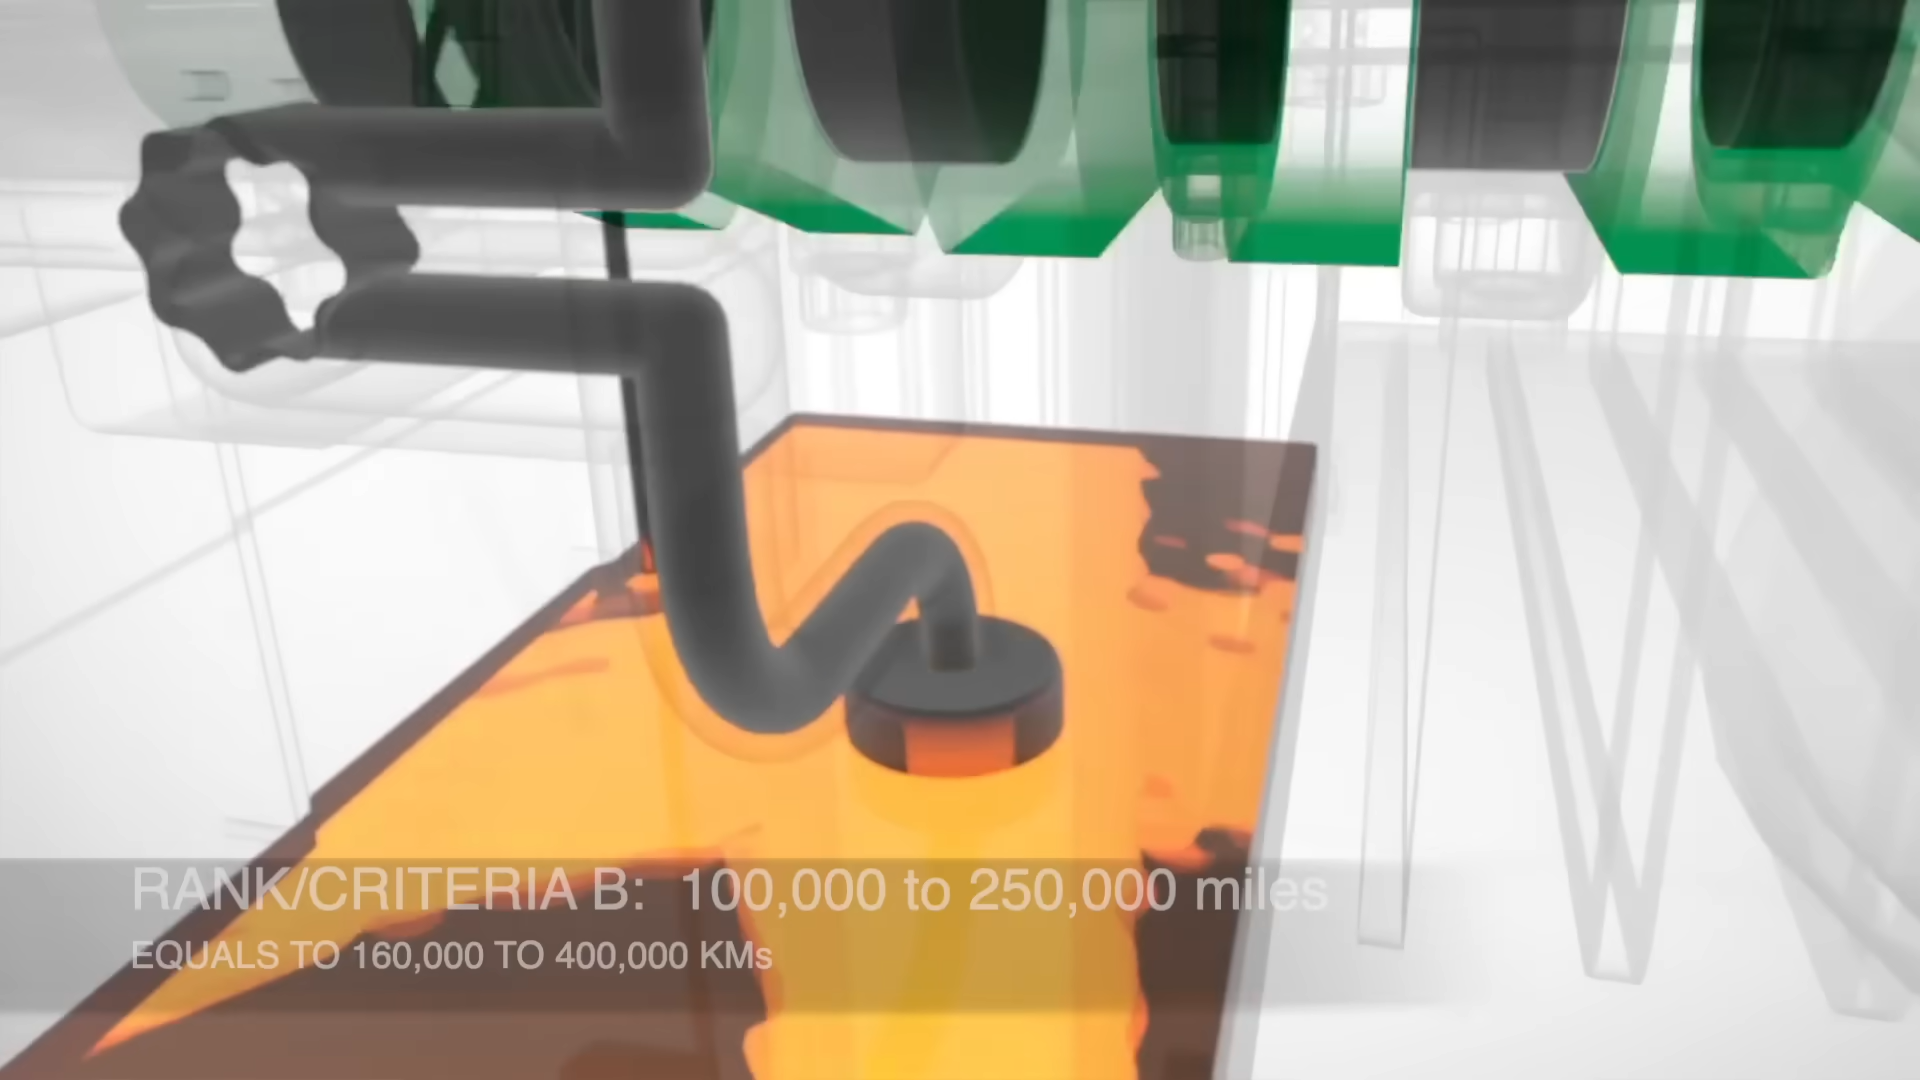 RANK/CRITERIA B: 100,000 to 250,000 miles
EQUALS TO 160,000 TO 400,000 KMs